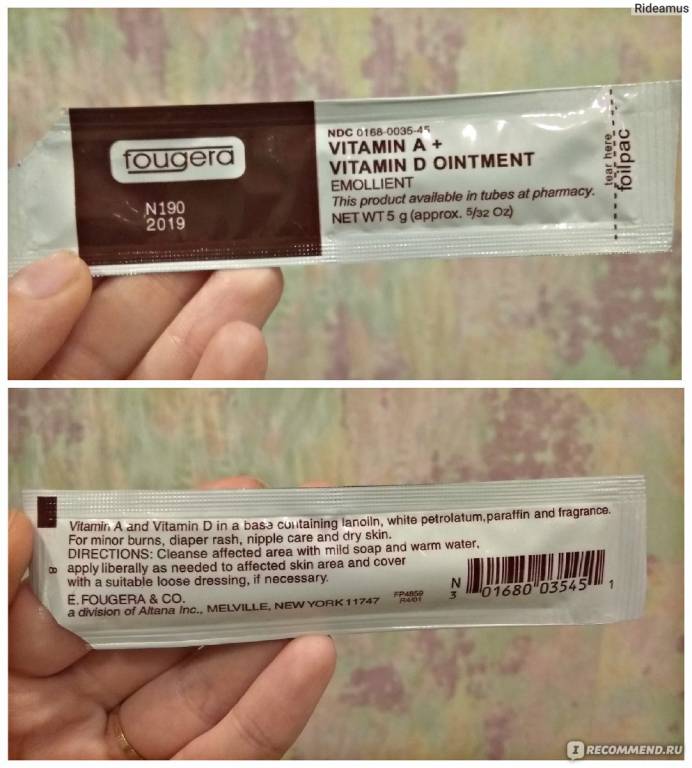 Rideamus
fougera
N190
2019
NDC 0168-0035-45
VITAMIN A +
VITAMIN D OINTMENT
EMOLLIENT
This product available in tubes at pharmacy.
NET WT 5 g (approx. 5/32 Oz)
tear here
foilpac
Vitamin A and Vitamin D in a base containing lanolin, white petrolatum, paraffin and fragrance.
For minor burns, diaper rash, nipple care and dry skin.
DIRECTIONS: Cleanse affected area with mild soap and warm water,
apply liberally as needed to affected skin area and cover
with a suitable loose dressing, if necessary.
E. FOUGERA & CO.
a division of Altana Inc., MELVILLE, NEW YORK 11747
FP4859
R4/01
8
N
3 01680 03545 1
I RECOMMEND.RU